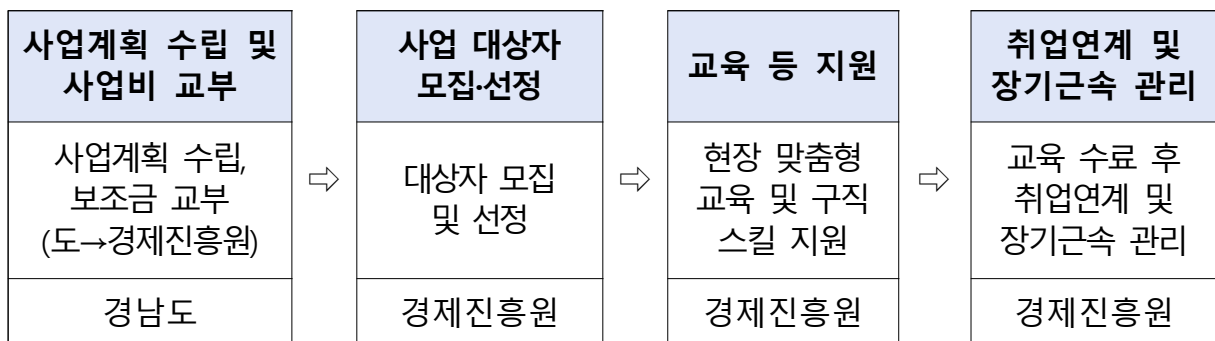 사업계획 수립 및
사업비 교부
사업계획 수립,
보조금 교부
(도→경제진흥원)
경남도
⇨
사업 대상자
모집·선정
대상자 모집
및 선정
경제진흥원
⇨
교육 등 지원
현장 맞춤형
교육 및 구직
스킬 지원
경제진흥원
⇨
취업연계 및
장기근속 관리
교육 수료 후
취업연계 및
장기근속 관리
경제진흥원